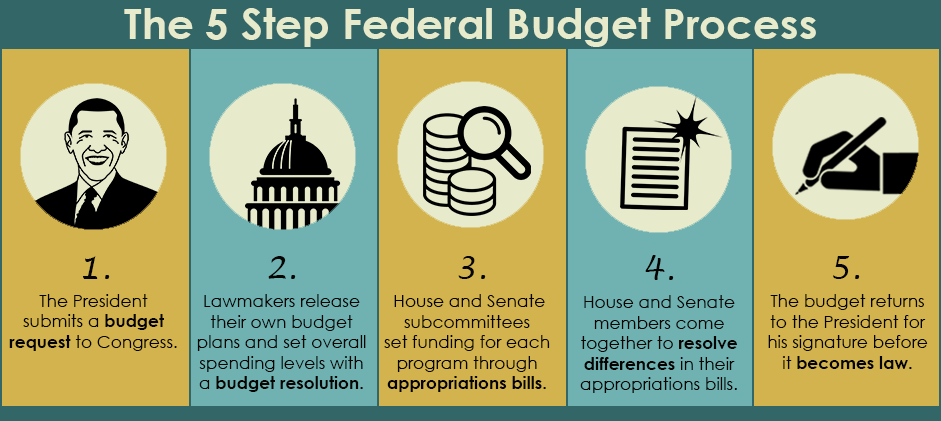 The 5 Step Federal Budget Process
1.
The President
submits a budget
request to Congress.
2.
Lawmakers release
their own budget
plans and set overall
spending levels with
a budget resolution.
3.
House and Senate
subcommittees
set funding for each
program through
appropriations bills.
4.
House and Senate
members come
together to resolve
differences in their
appropriations bills.
5.
The budget returns
to the President for
his signature before
it becomes law.